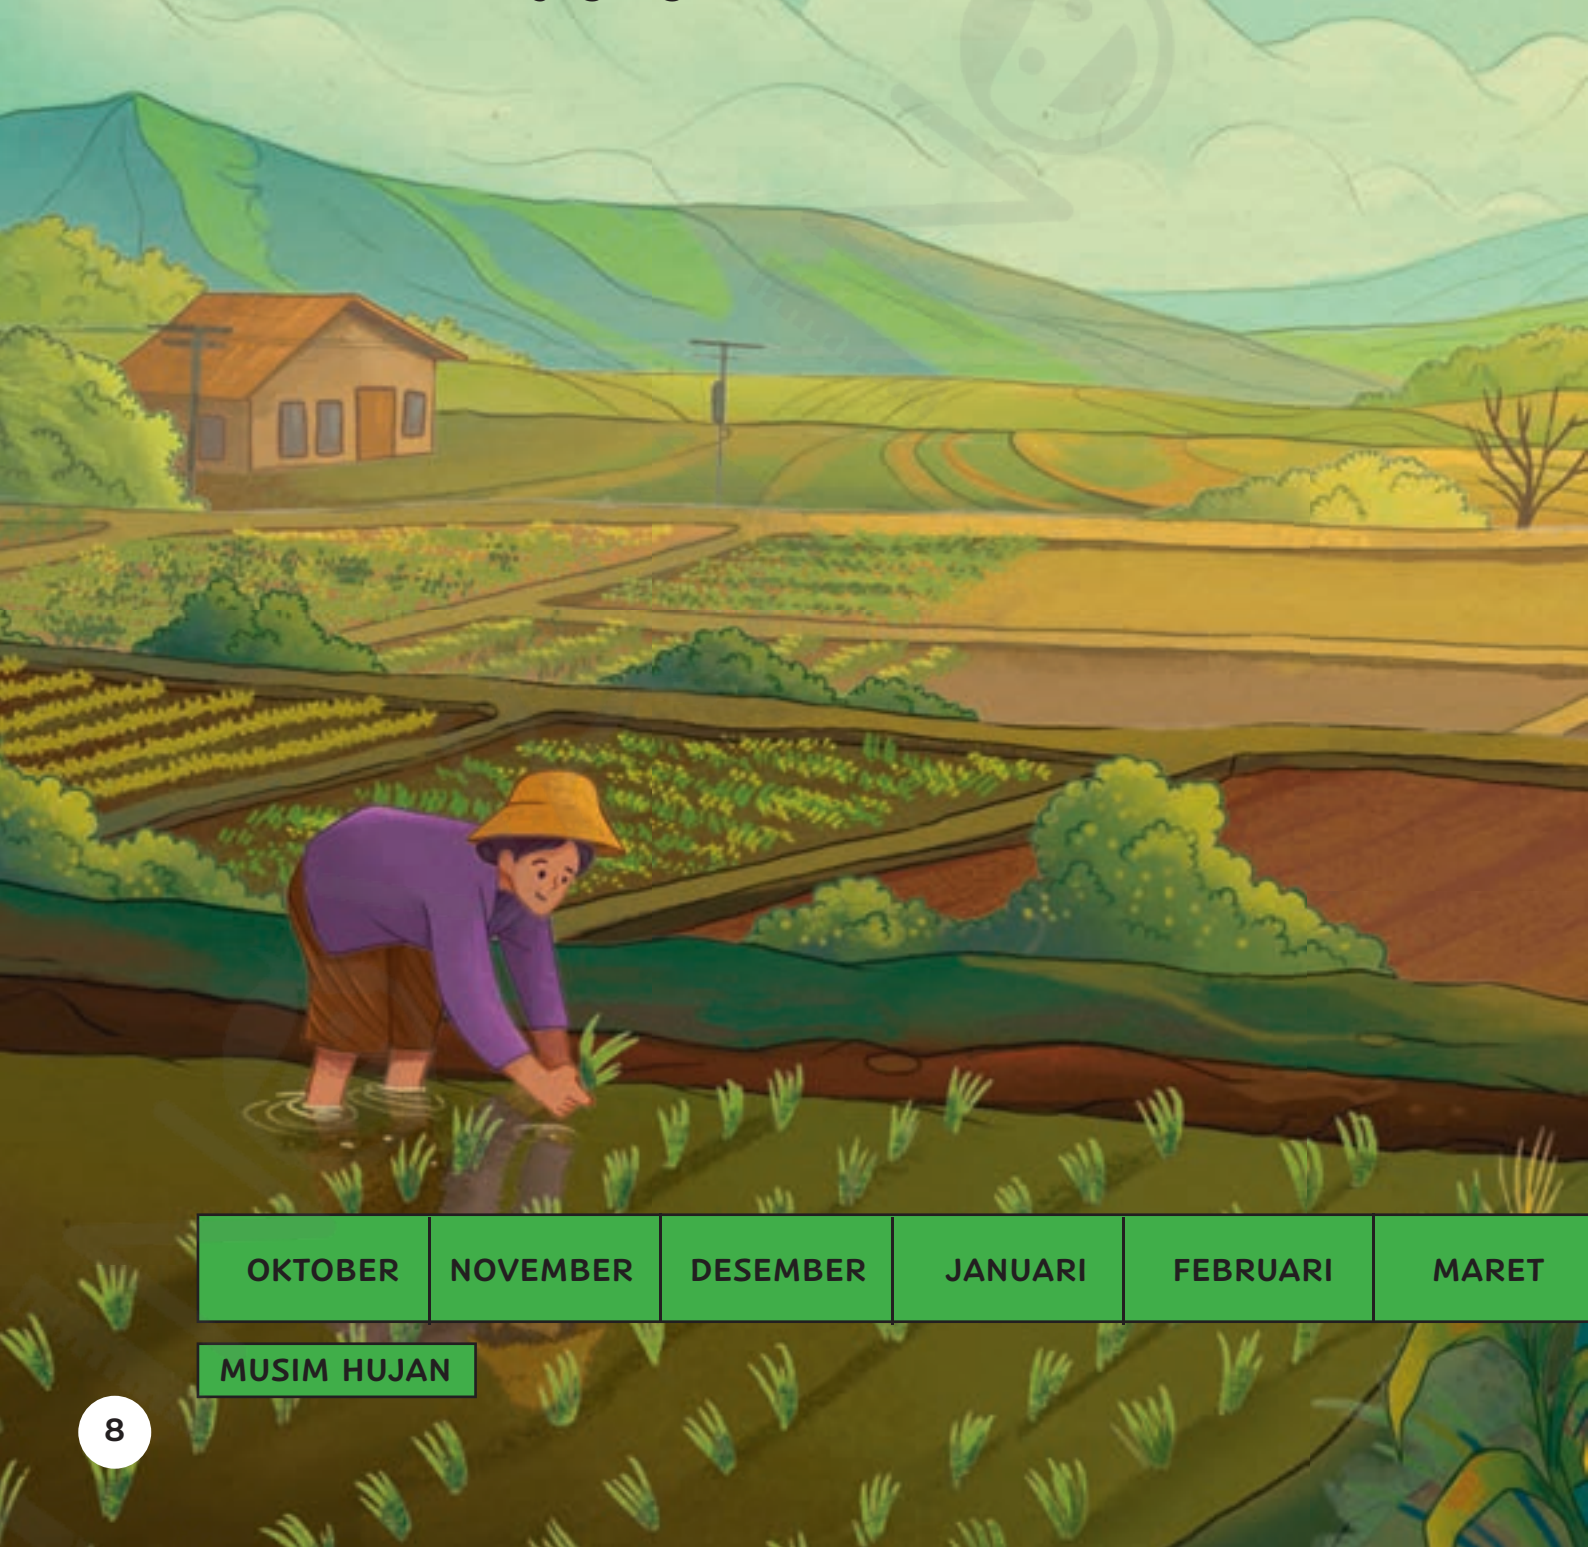 OKTOBER NOVEMBER DESEMBER JANUARI FEBRUARI MARET
MUSIM HUJAN
8